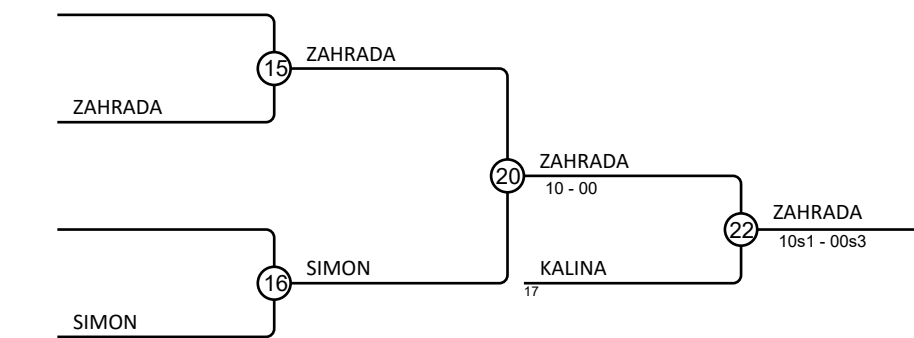 15
ZAHRADA
ZAHRADA
20
ZAHRADA
10 - 00
22
ZAHRADA
10s1 - 00s3
16
SIMON
KALINA
17
SIMON